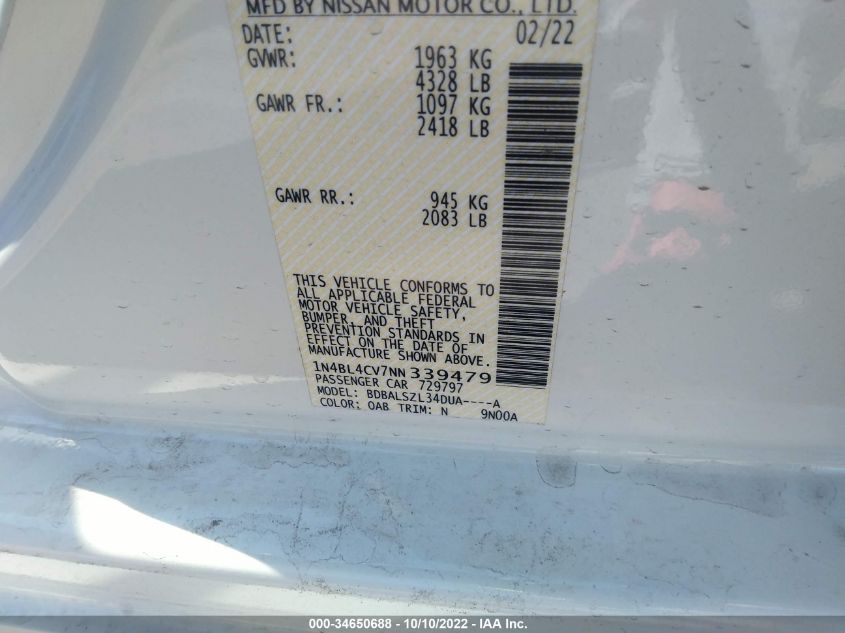 MFD BY NISSAN MOTOR CO., LTD.
DATE: 02/22
GVWR: 1963 KG
4328 LB
GAWR FR.: 1097 KG
2418 LB
GAWR RR.: 945 KG
2083 LB
THIS VEHICLE CONFORMS TO
ALL APPLICABLE FEDERAL
MOTOR VEHICLE SAFETY,
BUMPER, AND THEFT
PREVENTION STANDARDS IN
EFFECT ON THE DATE OF
MANUFACTURE SHOWN ABOVE.
1N4BL4CV7NN 339479
PASSENGER CAR 729797
MODEL: BDBALSZL34DUA----A
COLOR: QAB TRIM: N 9N00A
000-34650688 - 10/10/2022 - IAA Inc.